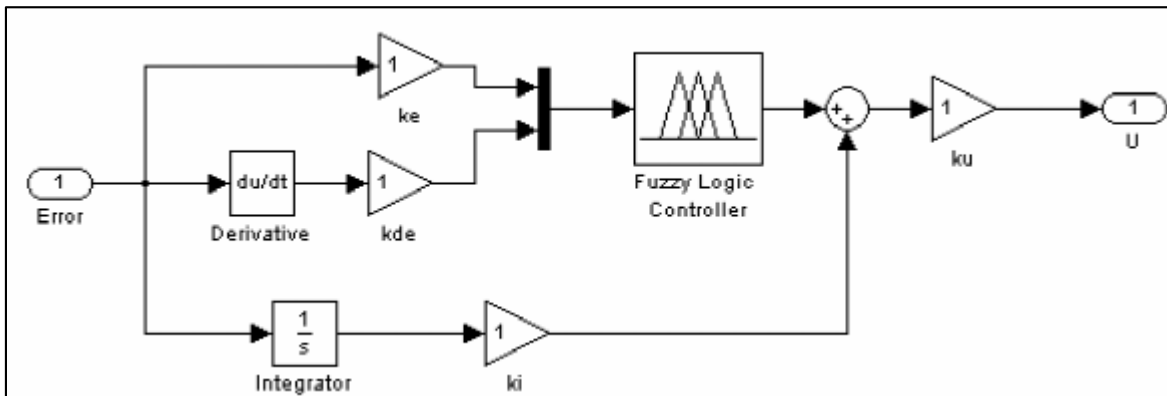 1
ke
1
Error
du/dt
Derivative
1
kde
Fuzzy Logic
Controller
+
+
1
ku
1
U
1
s
Integrator
1
ki